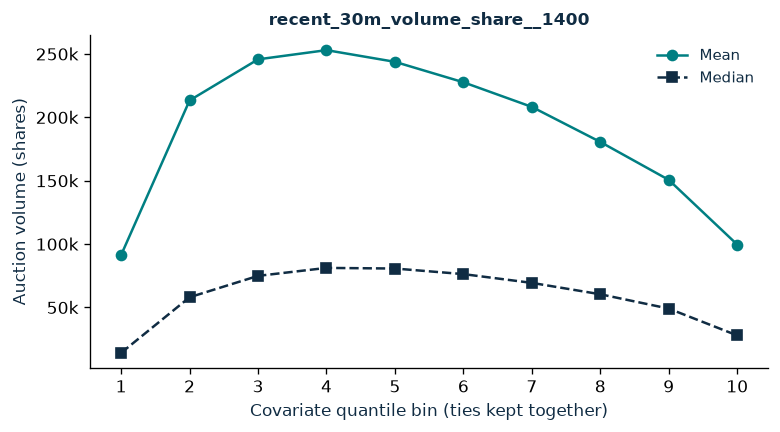 recent_30m_volume_share__1400
Mean
Median
Auction volume (shares)
250k
200k
150k
100k
50k
1 2 3 4 5 6 7 8 9 10
Covariate quantile bin (ties kept together)